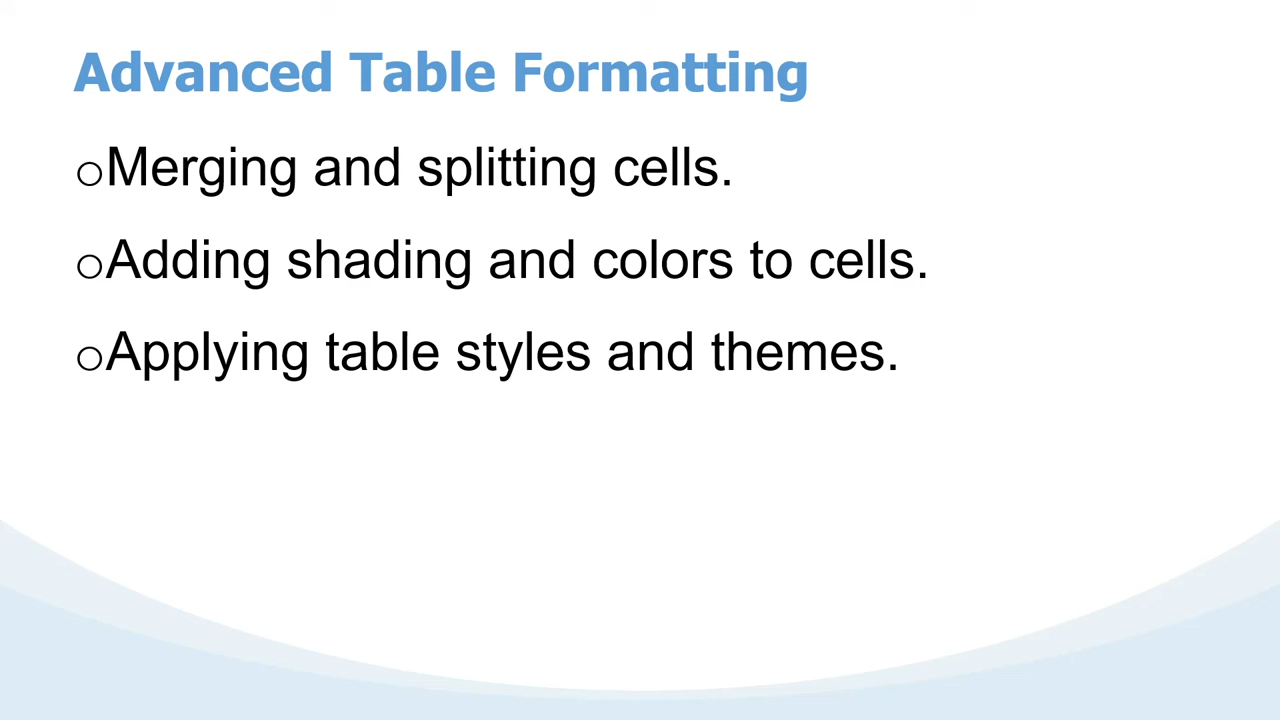 Advanced Table Formatting
oMerging and splitting cells.
oAdding shading and colors to cells.
oApplying table styles and themes.